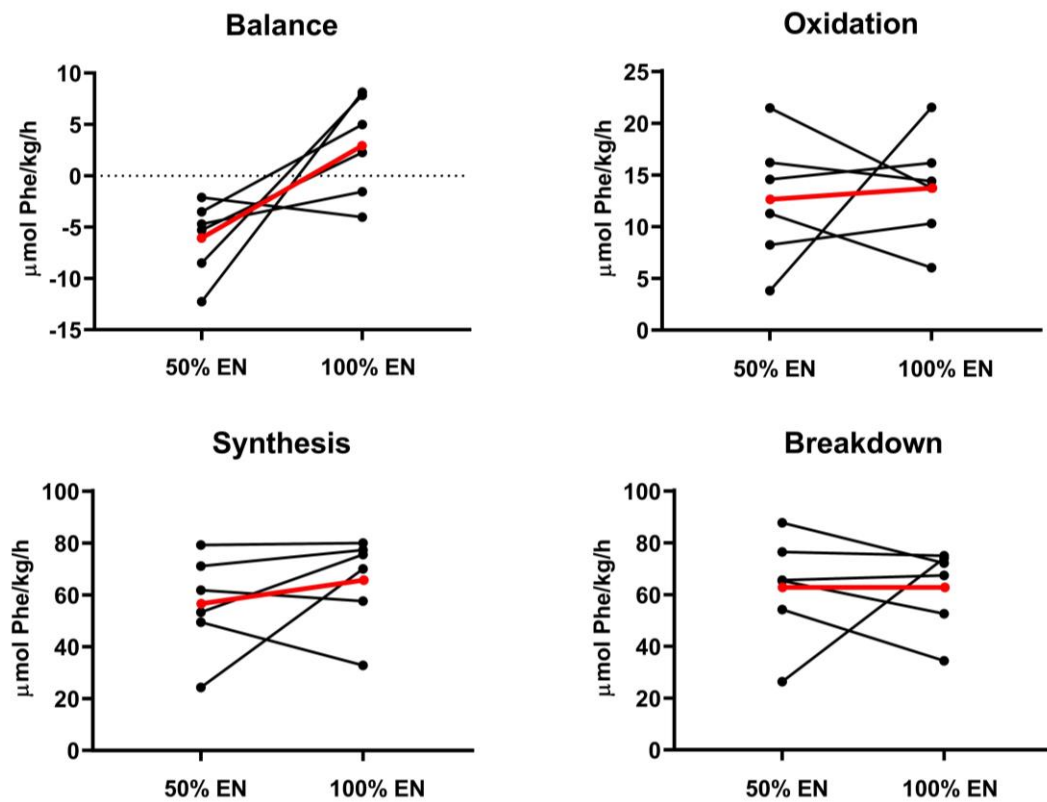 Balance
μmol Phe/kg/h
10
5
0
-5
-10
-15
50% EN
100% EN
Oxidation
μmol Phe/kg/h
25
20
15
10
5
0
50% EN
100% EN
Synthesis
μmol Phe/kg/h
100
80
60
40
20
0
50% EN
100% EN
Breakdown
μmol Phe/kg/h
100
80
60
40
20
0
50% EN
100% EN